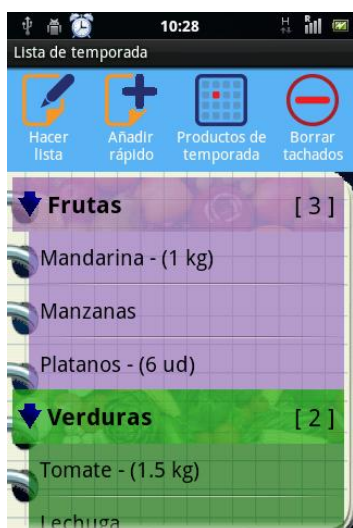 10:28
H
R
Lista de temporada
Hacer
lista
Añadir
rápido
Productos de
temporada
Borrar
tachados
Frutas [ 3 ]
Mandarina - (1 kg)
Manzanas
Platanos - (6 ud)
Verduras [ 2 ]
Tomate - (1.5 kg)
Lechuga